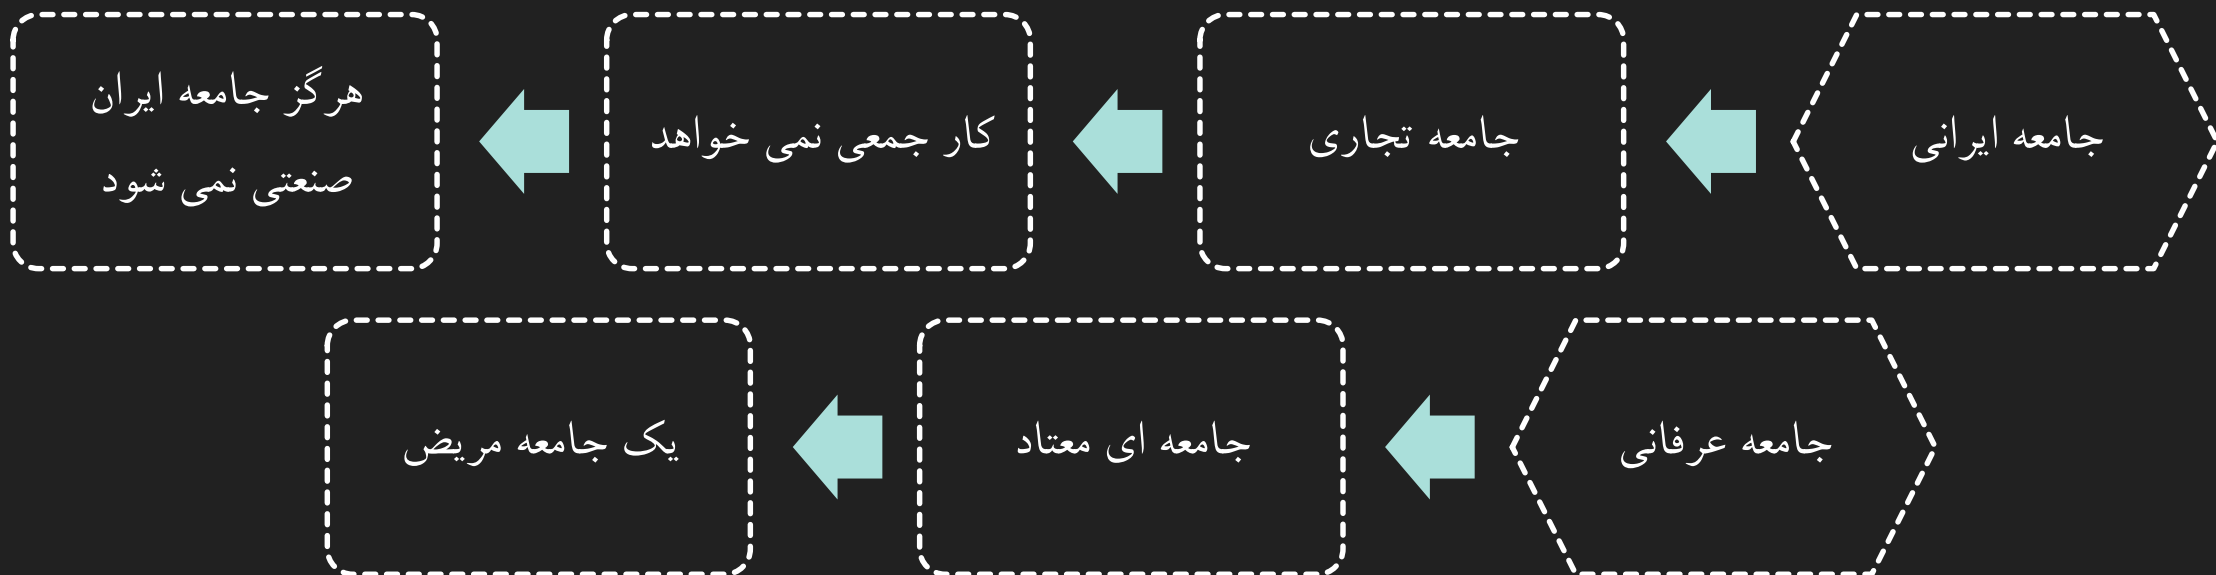 جامعه ایرانی
جامعه تجاری
کار جمعی نمی خواهد
هرگز جامعه ایران
صنعتی نمی شود
جامعه عرفانی
جامعه ای معتاد
یک جامعه مریض